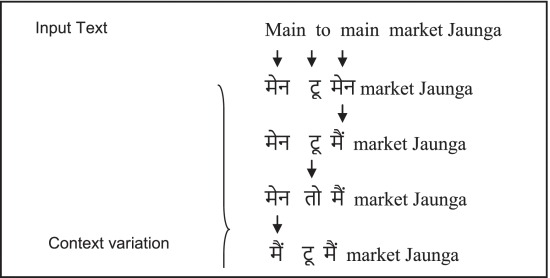 Input Text Main to main market Jaunga
मेन टू मेन market Jaunga
मेन टू मैं market Jaunga
मेन तो मैं market Jaunga
Context variation मैं टू मैं market Jaunga